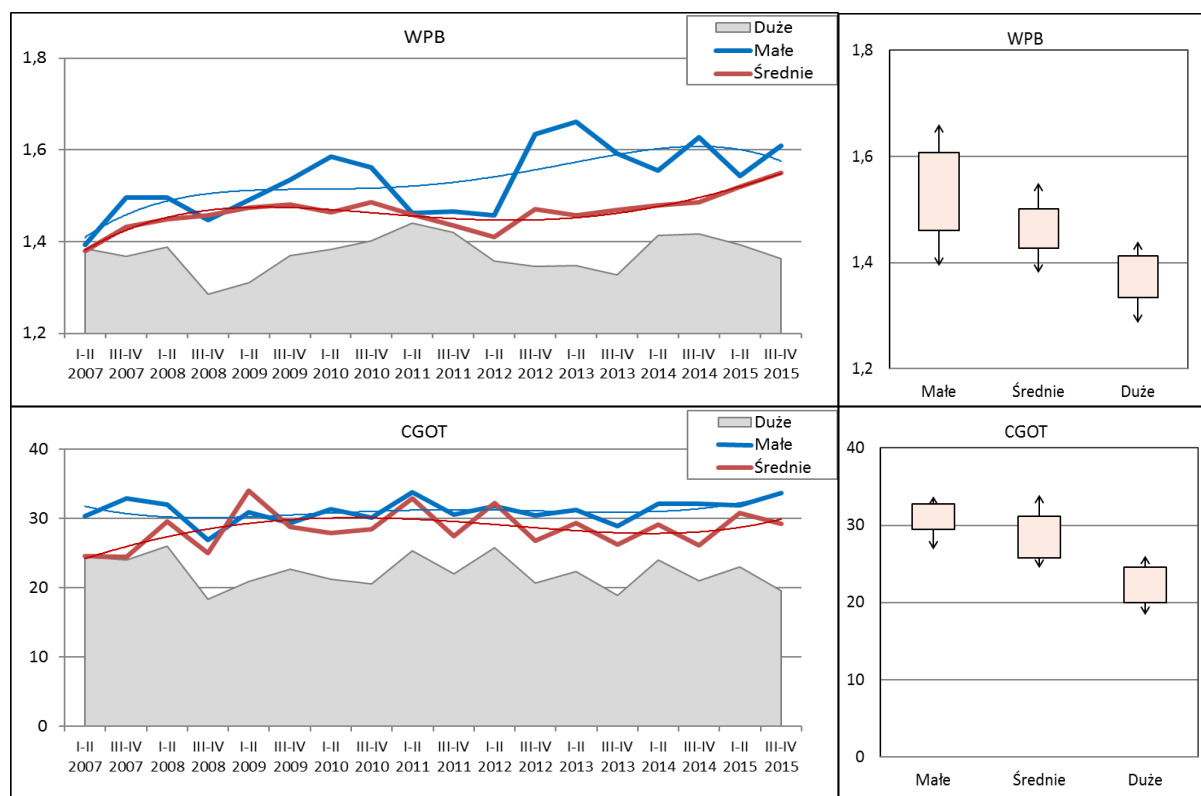 WPB
Duże
Małe
Średnie
1,8
1,6
1,4
1,2
I-II III-IV I-II III-IV I-II III-IV I-II III-IV I-II III-IV I-II III-IV I-II III-IV I-II III-IV I-II III-IV
2007 2007 2008 2008 2009 2009 2010 2010 2011 2011 2012 2012 2013 2013 2014 2014 2015 2015
WPB
1,8
1,6
1,4
1,2
Małe Średnie Duże
CGOT
Duże
Małe
Średnie
40
30
20
10
0
I-II III-IV I-II III-IV I-II III-IV I-II III-IV I-II III-IV I-II III-IV I-II III-IV I-II III-IV I-II III-IV
2007 2007 2008 2008 2009 2009 2010 2010 2011 2011 2012 2012 2013 2013 2014 2014 2015 2015
CGOT
40
30
20
10
0
Małe Średnie Duże